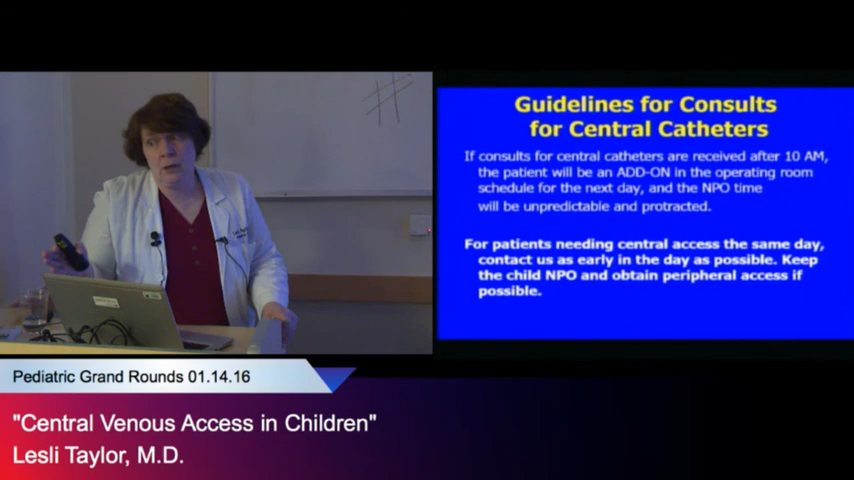 Guidelines for Consults
for Central Catheters
If consults for central catheters are received after 10 AM,
the patient will be an ADD-ON in the operating room
schedule for the next day, and the NPO time
will be unpredictable and protracted.
For patients needing central access the same day,
contact us as early in the day as possible. Keep
the child NPO and obtain peripheral access if
possible.
Pediatric Grand Rounds 01.14.16
"Central Venous Access in Children"
Lesli Taylor, M.D.